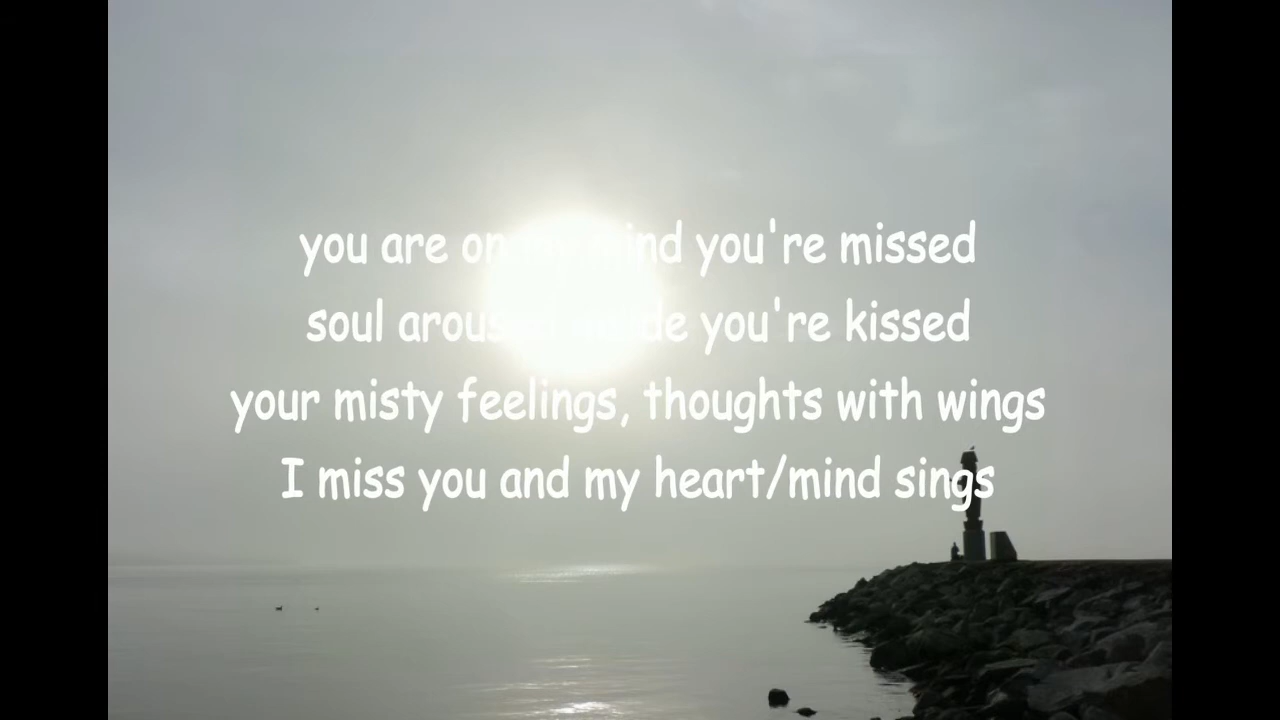 you are on my mind you're missed
soul aroused inside you're kissed
your misty feelings, thoughts with wings
I miss you and my heart/mind sings